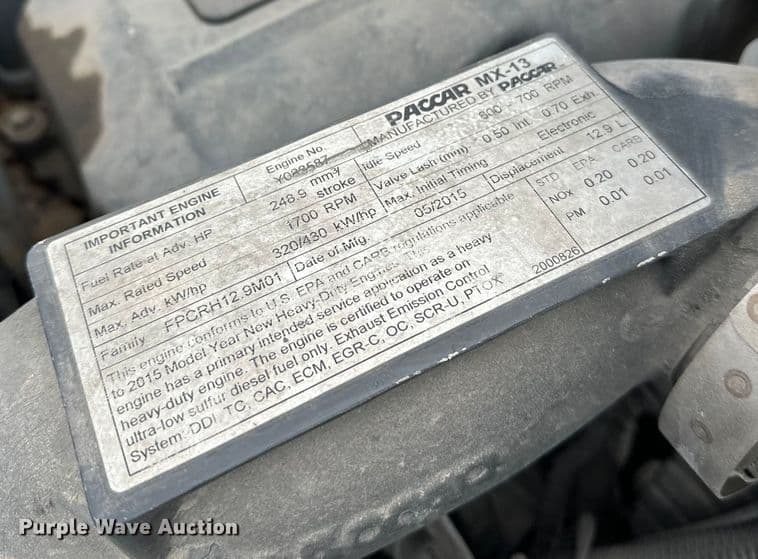 IMPORTANT ENGINE
INFORMATION
Engine No.
PACCAR MX-13
MANUFACTURED BY PACCAR
Fuel Rate at Adv. HP 248.9 mm³/ stroke
Idle Speed 600 - 700 RPM
Max. Rated Speed 1700 RPM
Valve Lash (mm) 0.50 Int. 0.70 Exh.
Max. Adv. kW/hp 320/430 kW/hp
Max. Initial Timing Electronic
Family FPCRH12.9M01
Date of Mfg. 05/2015
Displacement 12.9 L
This engine conforms to U.S. EPA and CARB regulations applicable
to 2015 Model Year New Heavy Duty Engines. This
engine has a primary intended service application as a heavy
heavy-duty engine. The engine is certified to operate on
ultra-low sulfur diesel fuel only. Exhaust Emission Control
System: DDI, TC, CAC, ECM, EGR-C, OC, SCR-U, PTOX
2000826
STD EPA CARB
NOx 0.20 0.20
PM 0.01 0.01
Purple Wave Auction